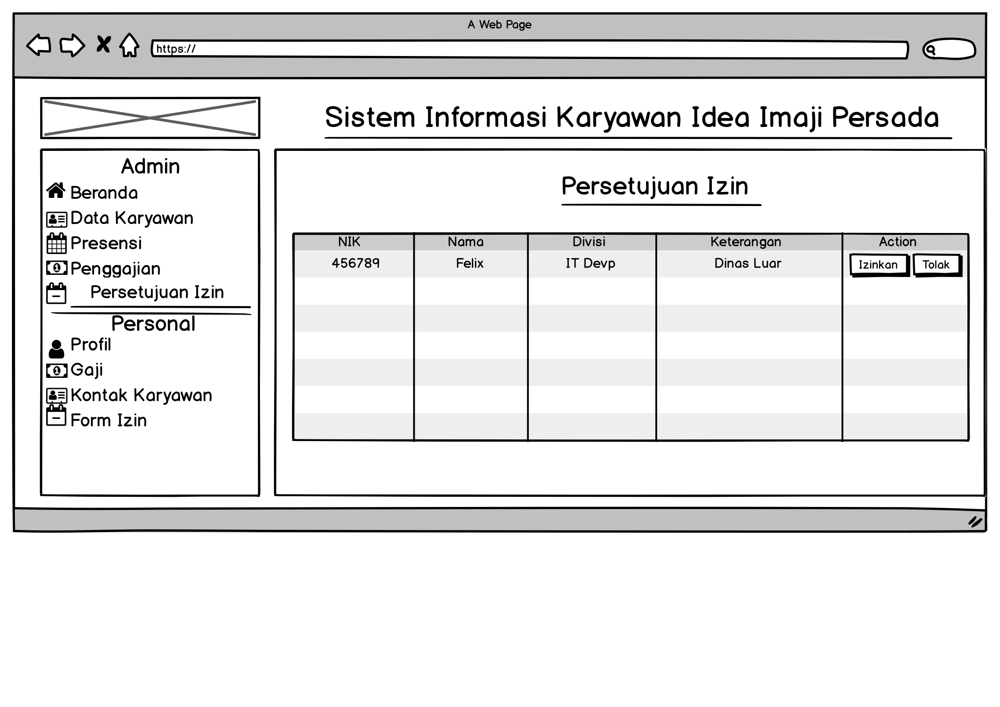 A Web Page
https://
Sistem Informasi Karyawan Idea Imaji Persada
Admin
Beranda
Data Karyawan
Presensi
Penggajian
Persetujuan Izin
Personal
Profil
Gaji
Kontak Karyawan
Form Izin
Persetujuan Izin
NIK Nama Divisi Keterangan Action
456789 Felix IT Devp Dinas Luar Izinkan Tolak